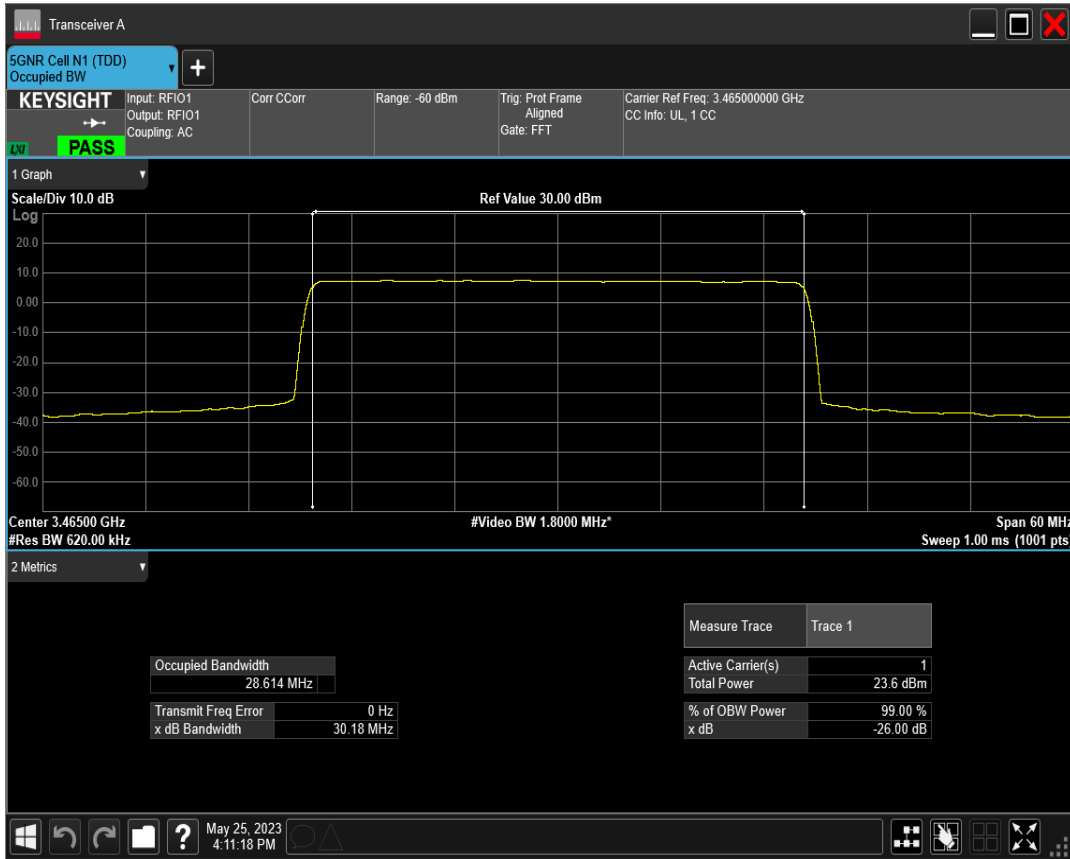 Transceiver A
5GNR Cell N1 (TDD)
Occupied BW
+
KEYSIGHT
LXI
PASS
Input: RFIO1
Output: RFIO1
Coupling: AC
Corr CCorr
Range: -60 dBm
Trig: Prot Frame
Aligned
Gate: FFT
Carrier Ref Freq: 3.465000000 GHz
CC Info: UL, 1 CC
1 Graph
Scale/Div 10.0 dB
Ref Value 30.00 dBm
Log
20.0
10.0
0.00
-10.0
-20.0
-30.0
-40.0
-50.0
-60.0
Center 3.46500 GHz
#Video BW 1.8000 MHz*
Span 60 MHz
#Res BW 620.00 kHz
Sweep 1.00 ms (1001 pts)
2 Metrics
Measure Trace Trace 1
Occupied Bandwidth
28.614 MHz
Active Carrier(s) 1
Total Power 23.6 dBm
Transmit Freq Error 0 Hz
x dB Bandwidth 30.18 MHz
% of OBW Power 99.00 %
x dB -26.00 dB
?
May 25, 2023
4:11:18 PM